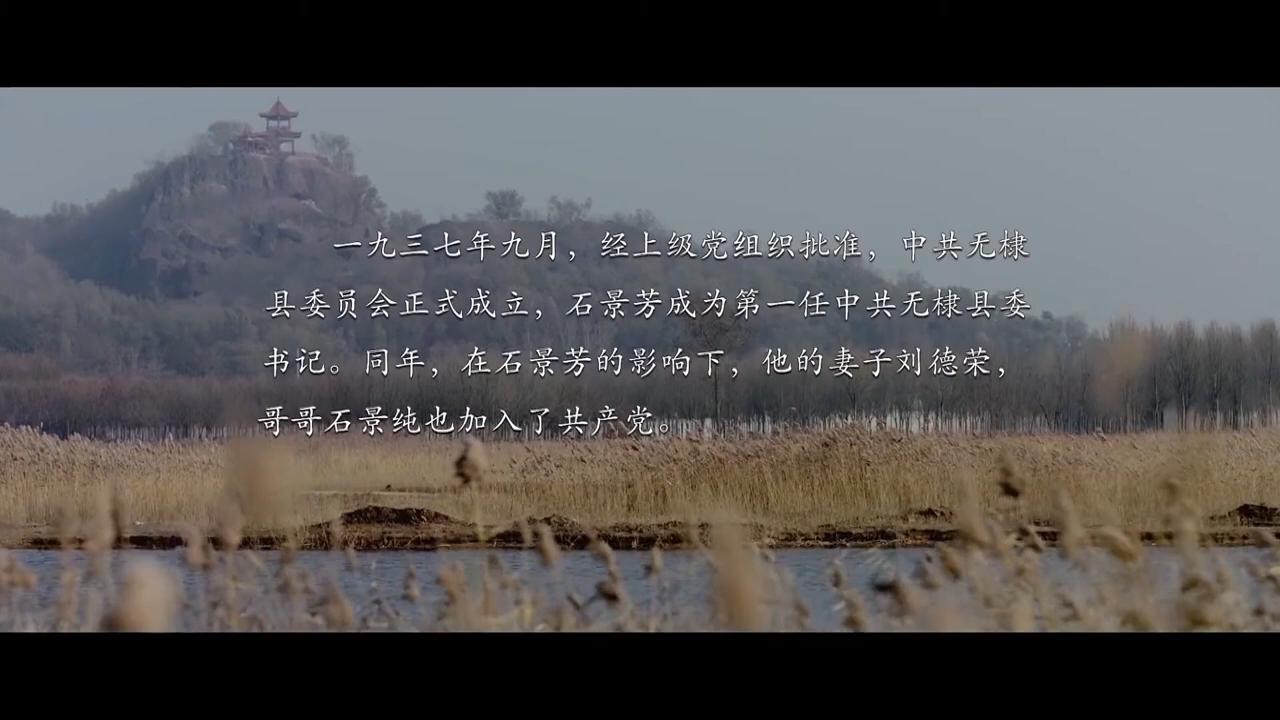 一九三七年九月，经上级党组织批准，中共无棣
县委员会正式成立，石景芳成为第一任中共无棣县委
书记。同年，在石景芳的影响下，他的妻子刘德荣，
哥哥石景纯也加入了共产党。